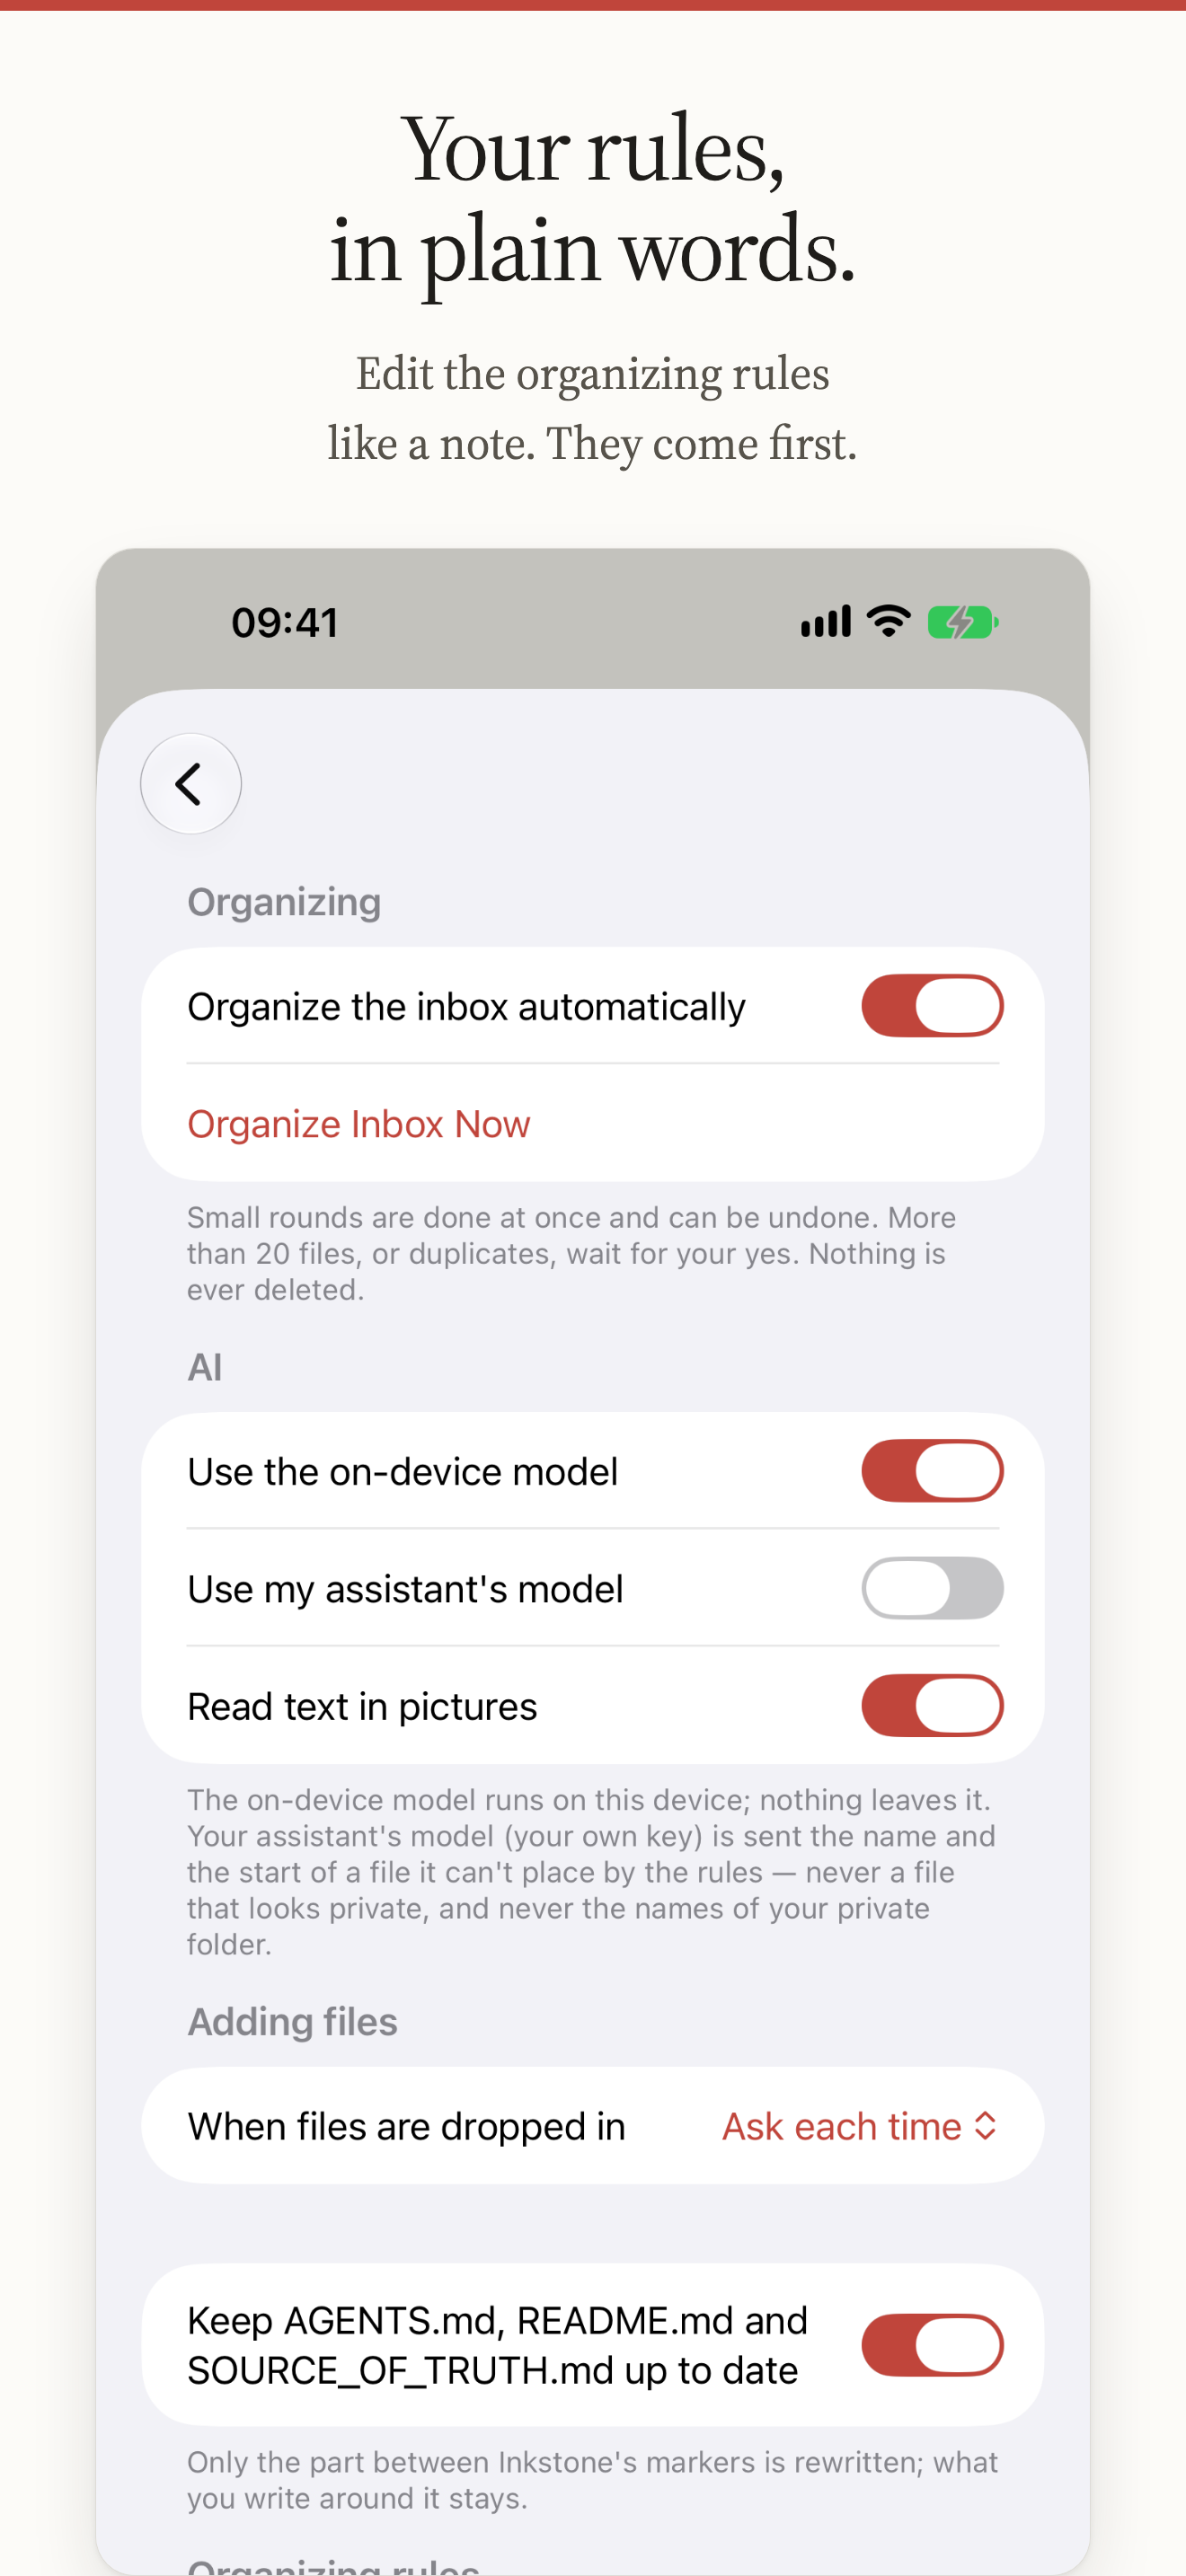 Your rules,
in plain words.
Edit the organizing rules
like a note. They come first.
09:41
Organizing
Organize the inbox automatically
Organize Inbox Now
Small rounds are done at once and can be undone. More
than 20 files, or duplicates, wait for your yes. Nothing is
ever deleted.
AI
Use the on-device model
Use my assistant's model
Read text in pictures
The on-device model runs on this device; nothing leaves it.
Your assistant's model (your own key) is sent the name and
the start of a file it can't place by the rules — never a file
that looks private, and never the names of your private
folder.
Adding files
When files are dropped in Ask each time
Keep AGENTS.md, README.md and
SOURCE_OF_TRUTH.md up to date
Only the part between Inkstone's markers is rewritten; what
you write around it stays.
Organizing rules